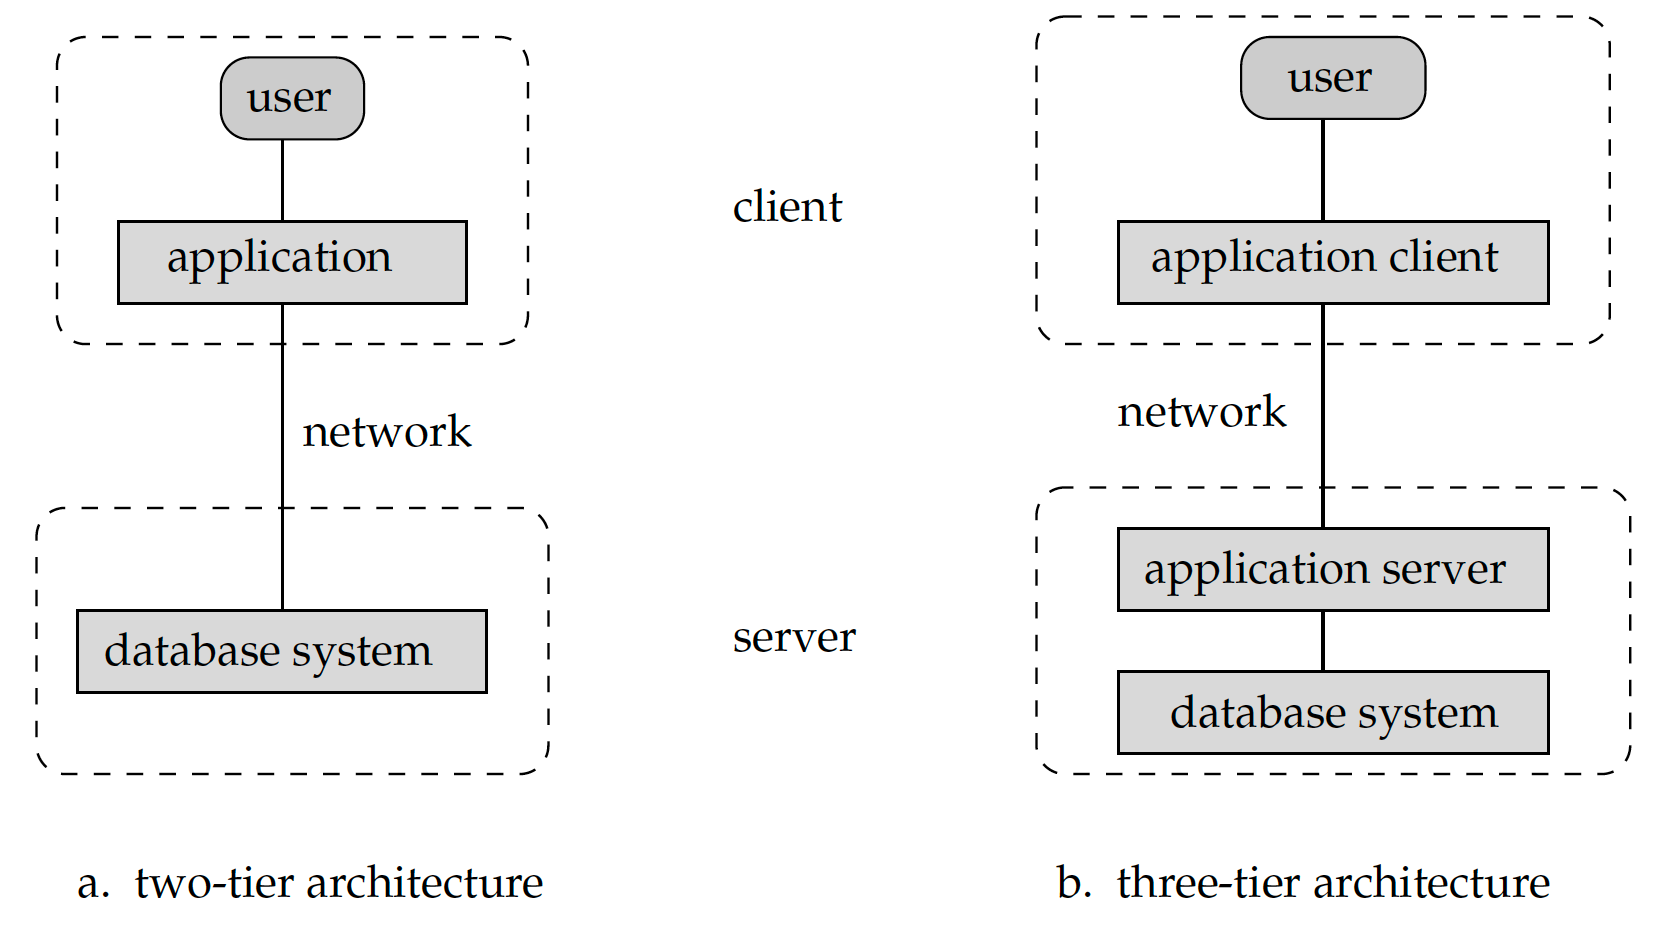 user
application
network
database system
client
server
user
application client
network
application server
database system
a. two-tier architecture
b. three-tier architecture